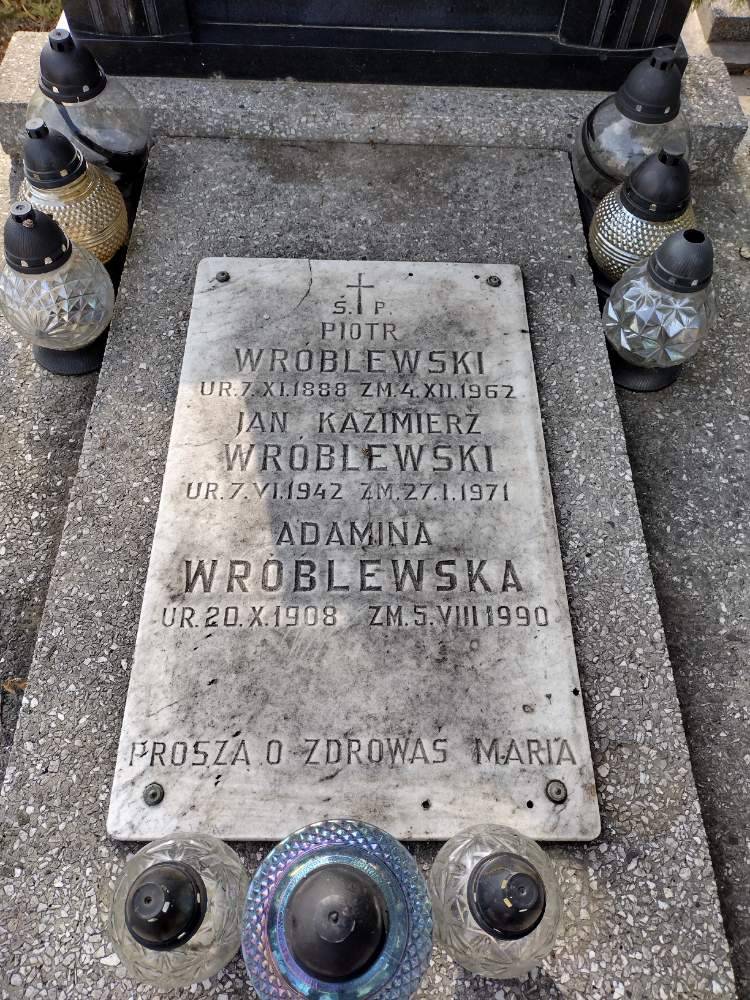 Ś. P.
PIOTR
WRÓBLEWSKI
UR.7.XI.1888 ZM.4.XII.1962
JAN KAZIMIERZ
WRÓBLEWSKI
UR.7.VI.1942 ZM.27.I.1971
ADAMINA
WRÓBLEWSKA
UR.20.X.1908 ZM.5.VIII.1990
PROSZĄ O ZDROWAŚ MARIA